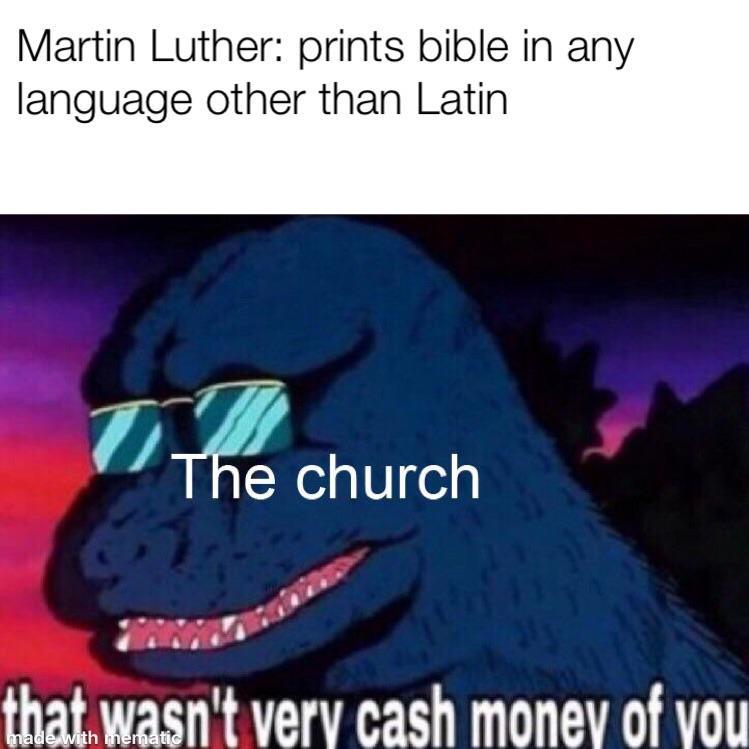 Martin Luther: prints bible in any
language other than Latin
The church
that wasn't very cash money of you
made with mematic